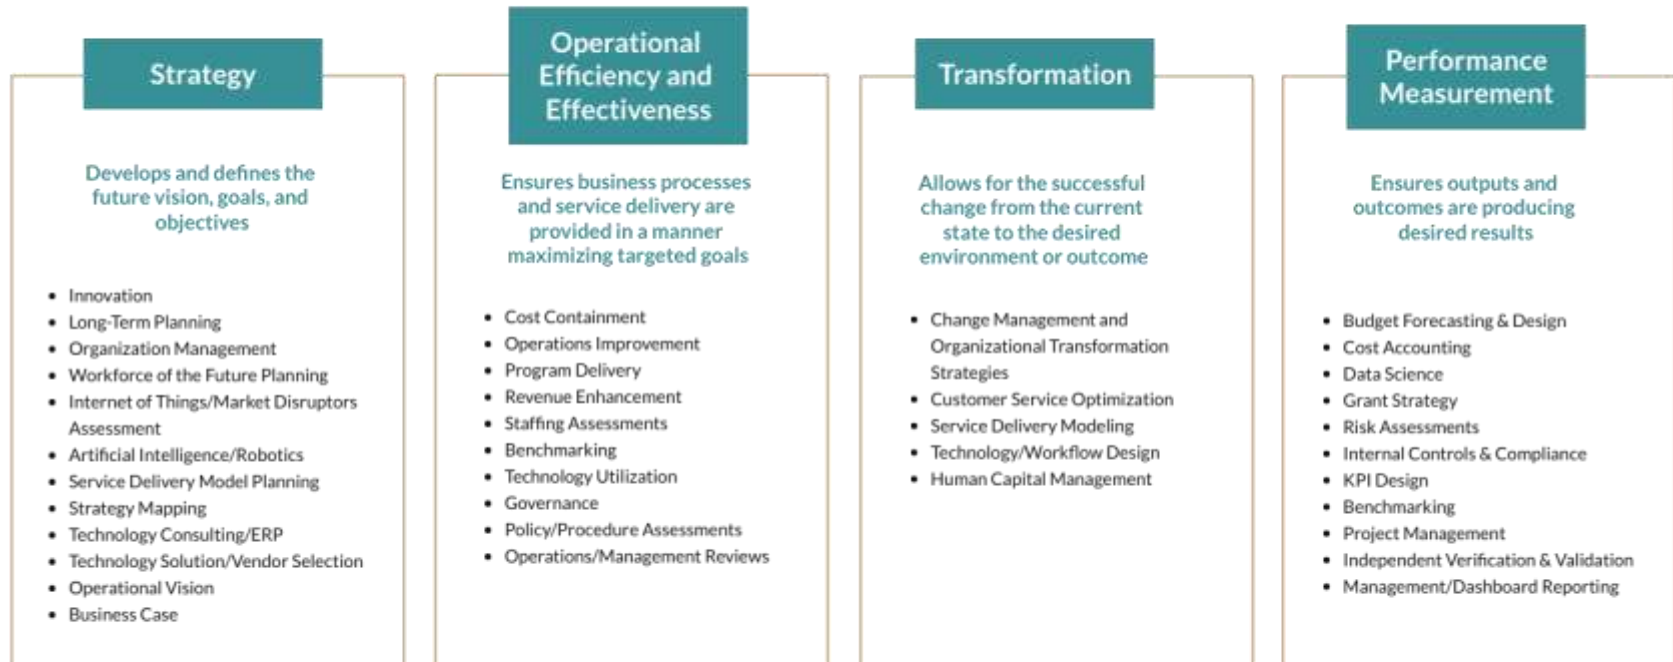 Strategy
Develops and defines the
future vision, goals, and
objectives
• Innovation
• Long-Term Planning
• Organization Management
• Workforce of the Future Planning
• Internet of Things/Market Disruptors
Assessment
• Artificial Intelligence/Robotics
• Service Delivery Model Planning
• Strategy Mapping
• Technology Consulting/ERP
• Technology Solution/Vendor Selection
• Operational Vision
• Business Case
Operational
Efficiency and
Effectiveness
Ensures business processes
and service delivery are
provided in a manner
maximizing targeted goals
• Cost Containment
• Operations Improvement
• Program Delivery
• Revenue Enhancement
• Staffing Assessments
• Benchmarking
• Technology Utilization
• Governance
• Policy/Procedure Assessments
• Operations/Management Reviews
Transformation
Allows for the successful
change from the current
state to the desired
environment or outcome
• Change Management and
Organizational Transformation
Strategies
• Customer Service Optimization
• Service Delivery Modeling
• Technology/Workflow Design
• Human Capital Management
Performance
Measurement
Ensures outputs and
outcomes are producing
desired results
• Budget Forecasting & Design
• Cost Accounting
• Data Science
• Grant Strategy
• Risk Assessments
• Internal Controls & Compliance
• KPI Design
• Benchmarking
• Project Management
• Independent Verification & Validation
• Management/Dashboard Reporting